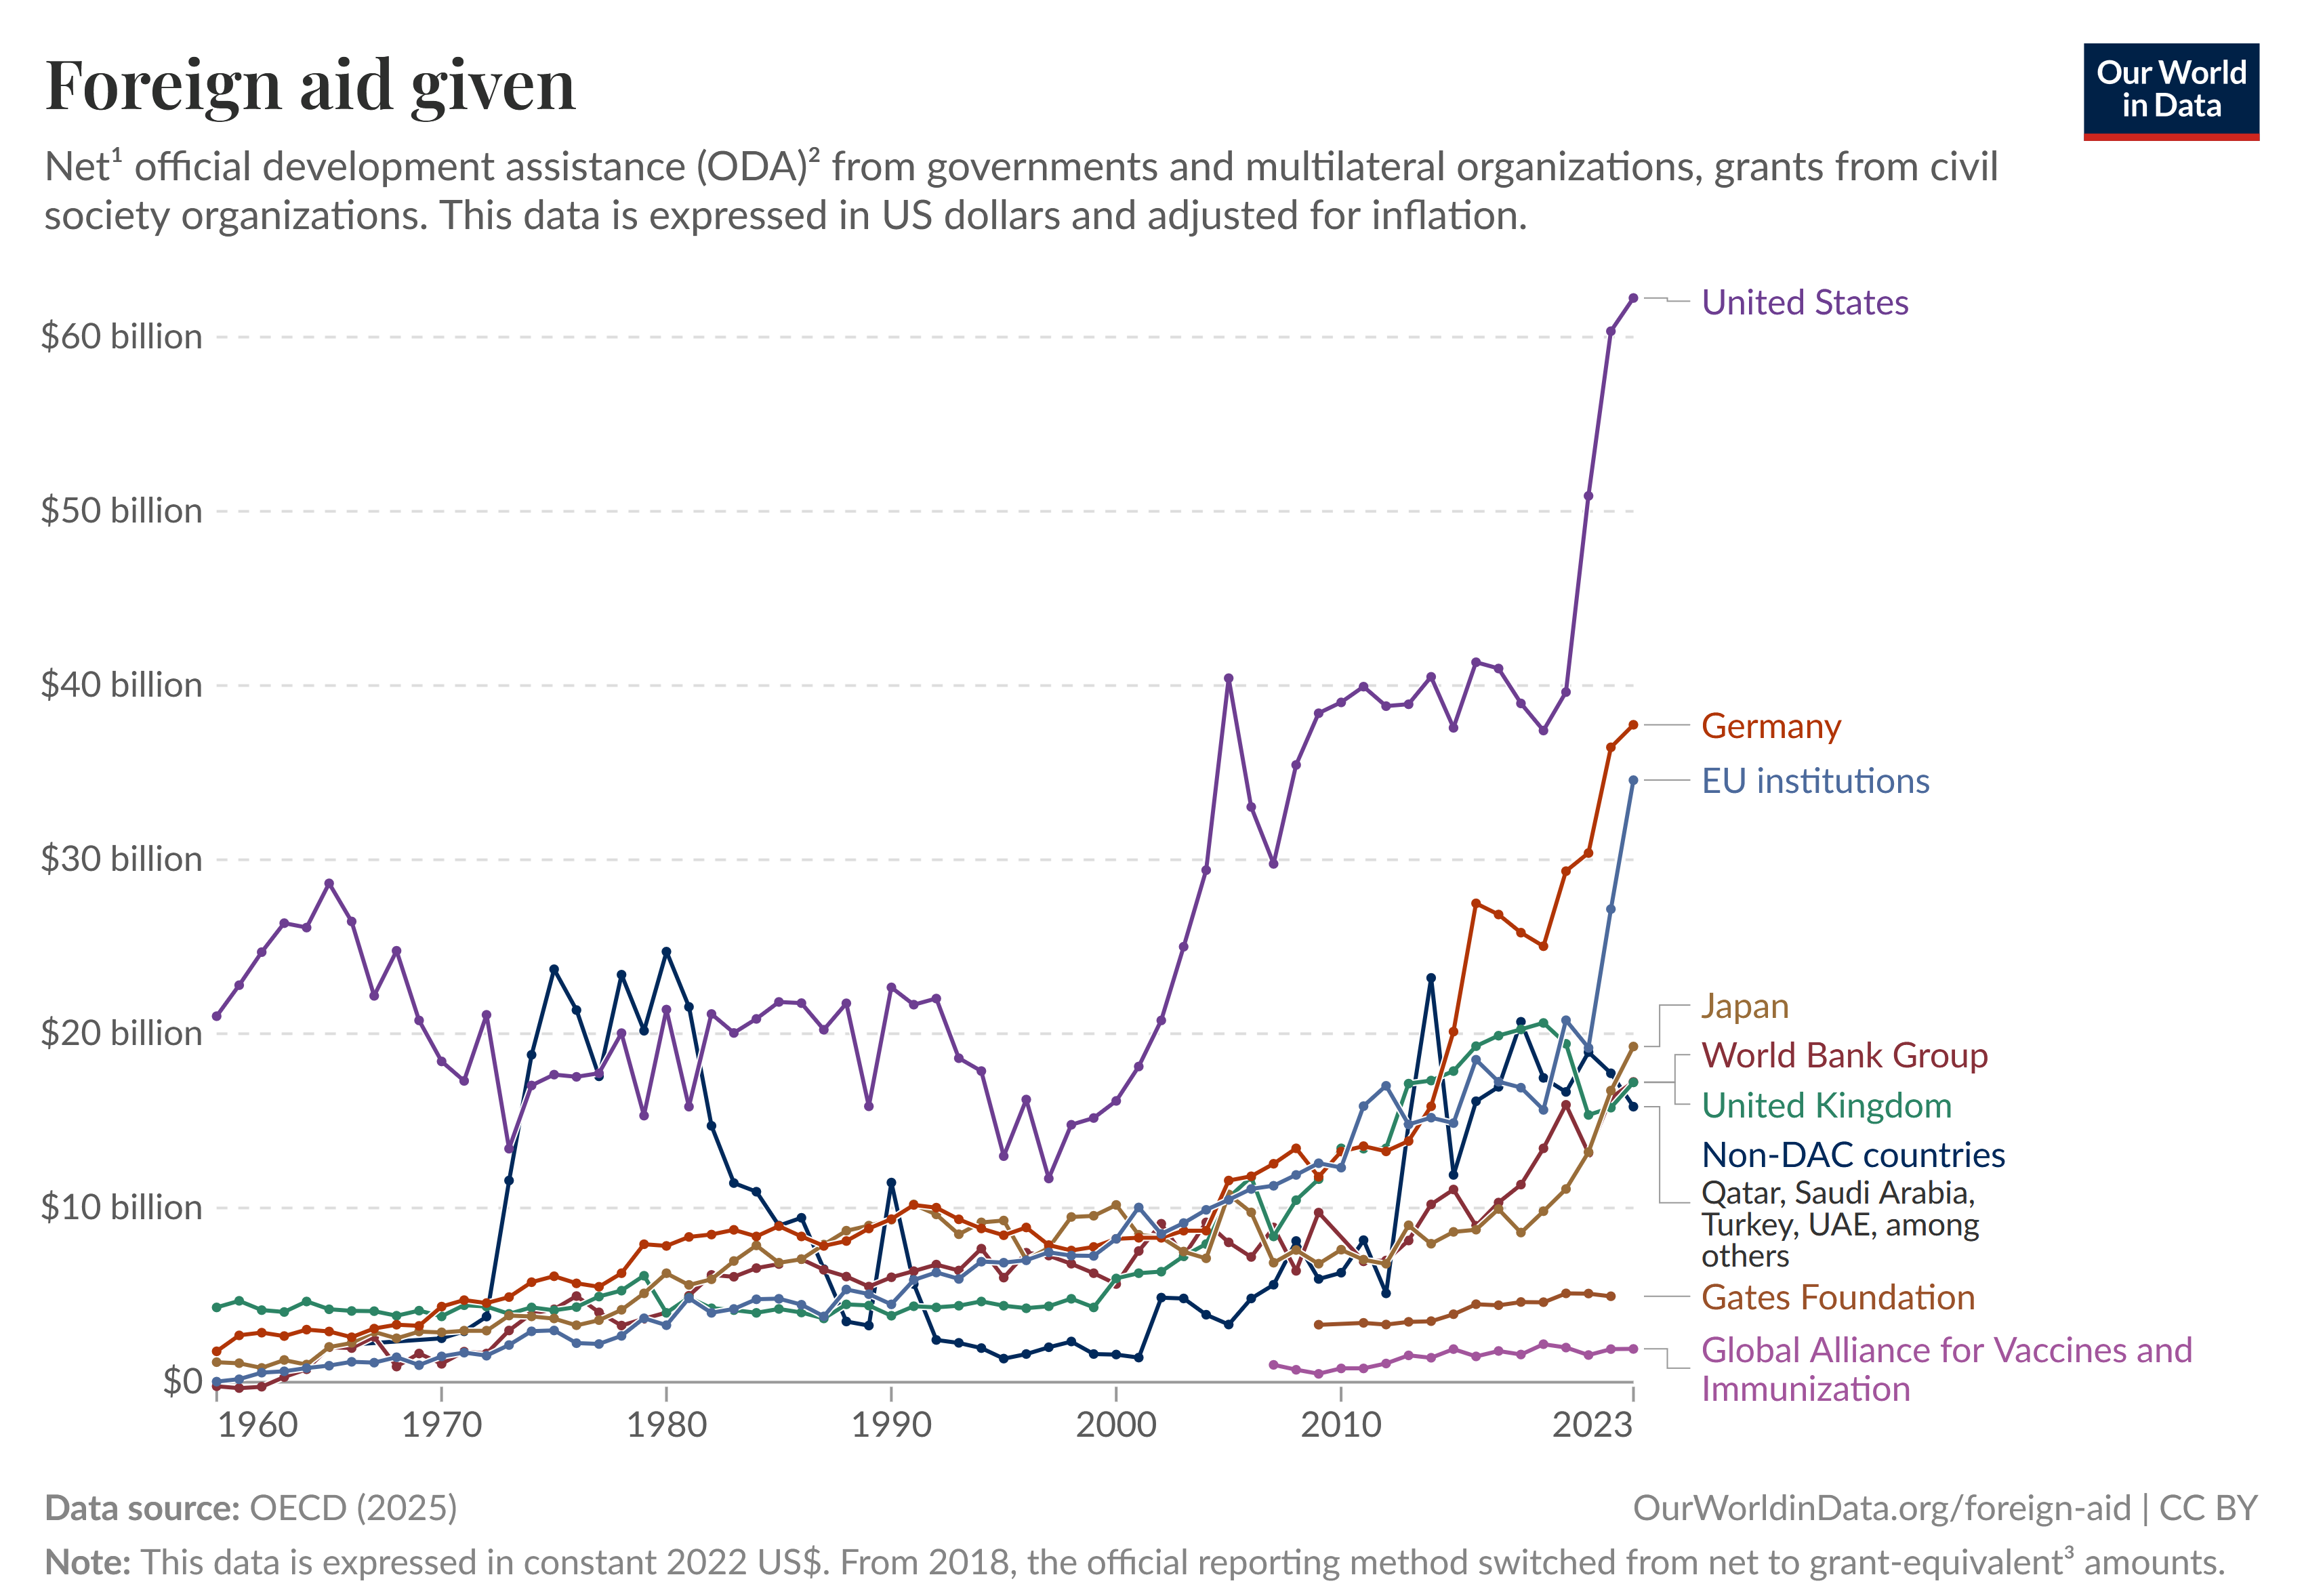 Foreign aid given
Our World
in Data
Net¹ official development assistance (ODA)² from governments and multilateral organizations, grants from civil
society organizations. This data is expressed in US dollars and adjusted for inflation.
$60 billion
$50 billion
$40 billion
$30 billion
$20 billion
$10 billion
$0
United States
Germany
EU institutions
Japan
World Bank Group
United Kingdom
Non-DAC countries
Qatar, Saudi Arabia,
Turkey, UAE, among
others
Gates Foundation
Global Alliance for Vaccines and
Immunization
1960 1970 1980 1990 2000 2010 2023
Data source: OECD (2025)
OurWorldinData.org/foreign-aid | CC BY
Note: This data is expressed in constant 2022 US$. From 2018, the official reporting method switched from net to grant-equivalent³ amounts.